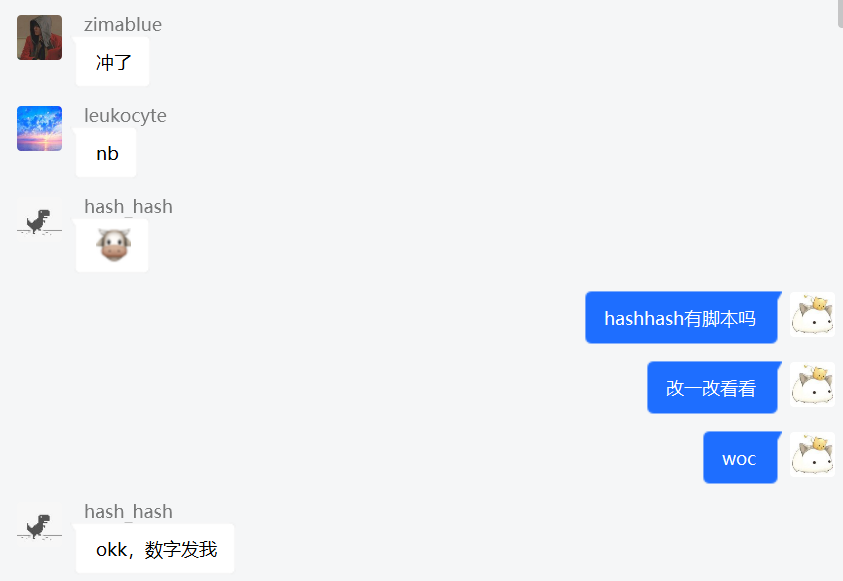 zimablue
冲了
leukocyte
nb
hash_hash
hashhash有脚本吗
改一改看看
woc
hash_hash
okk，数字发我